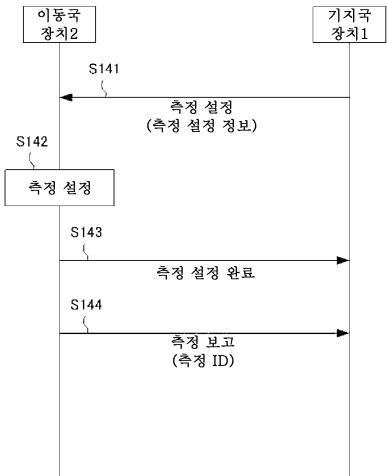 이동국
장치2
기지국
장치1
S141
측정 설정
(측정 설정 정보)
S142
측정 설정
S143
측정 설정 완료
S144
측정 보고
(측정 ID)